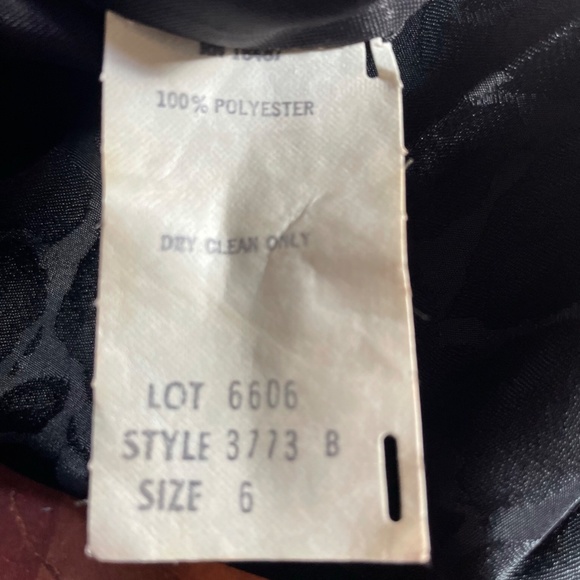 100% POLYESTER
DRY CLEAN ONLY
LOT 6606
STYLE 3773 B
SIZE 6